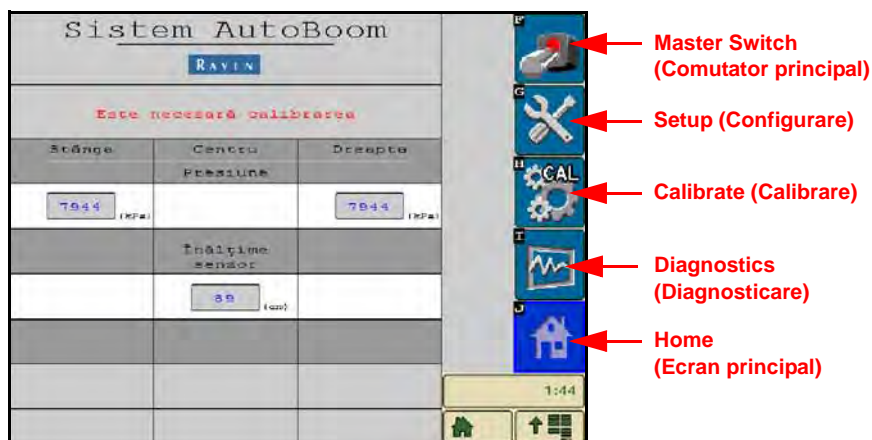 Sistem AutoBoom
RAVEN
Este necesară calibrarea
Stânga Centru Dreapta
Presiune
7944 (kPa) 7944 (kPa)
Înălțime
senzor
89 (cm)
1:44
F
G
H
CAL
I
J
Master Switch
(Comutator principal)
Setup (Configurare)
Calibrate (Calibrare)
Diagnostics
(Diagnosticare)
Home
(Ecran principal)